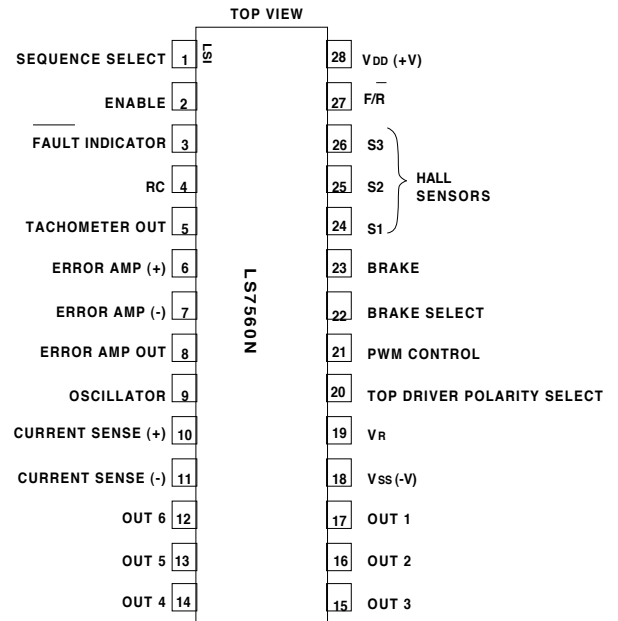 TOP VIEW
LSI
LS7560N
SEQUENCE SELECT 1
ENABLE 2
FAULT INDICATOR 3
RC 4
TACHOMETER OUT 5
ERROR AMP (+) 6
ERROR AMP (-) 7
ERROR AMP OUT 8
OSCILLATOR 9
CURRENT SENSE (+) 10
CURRENT SENSE (-) 11
OUT 6 12
OUT 5 13
OUT 4 14
28 VDD (+V)
27 F/R
26 S3
25 S2
24 S1
HALL
SENSORS
23 BRAKE
22 BRAKE SELECT
21 PWM CONTROL
20 TOP DRIVER POLARITY SELECT
19 VR
18 VSS (-V)
17 OUT 1
16 OUT 2
15 OUT 3